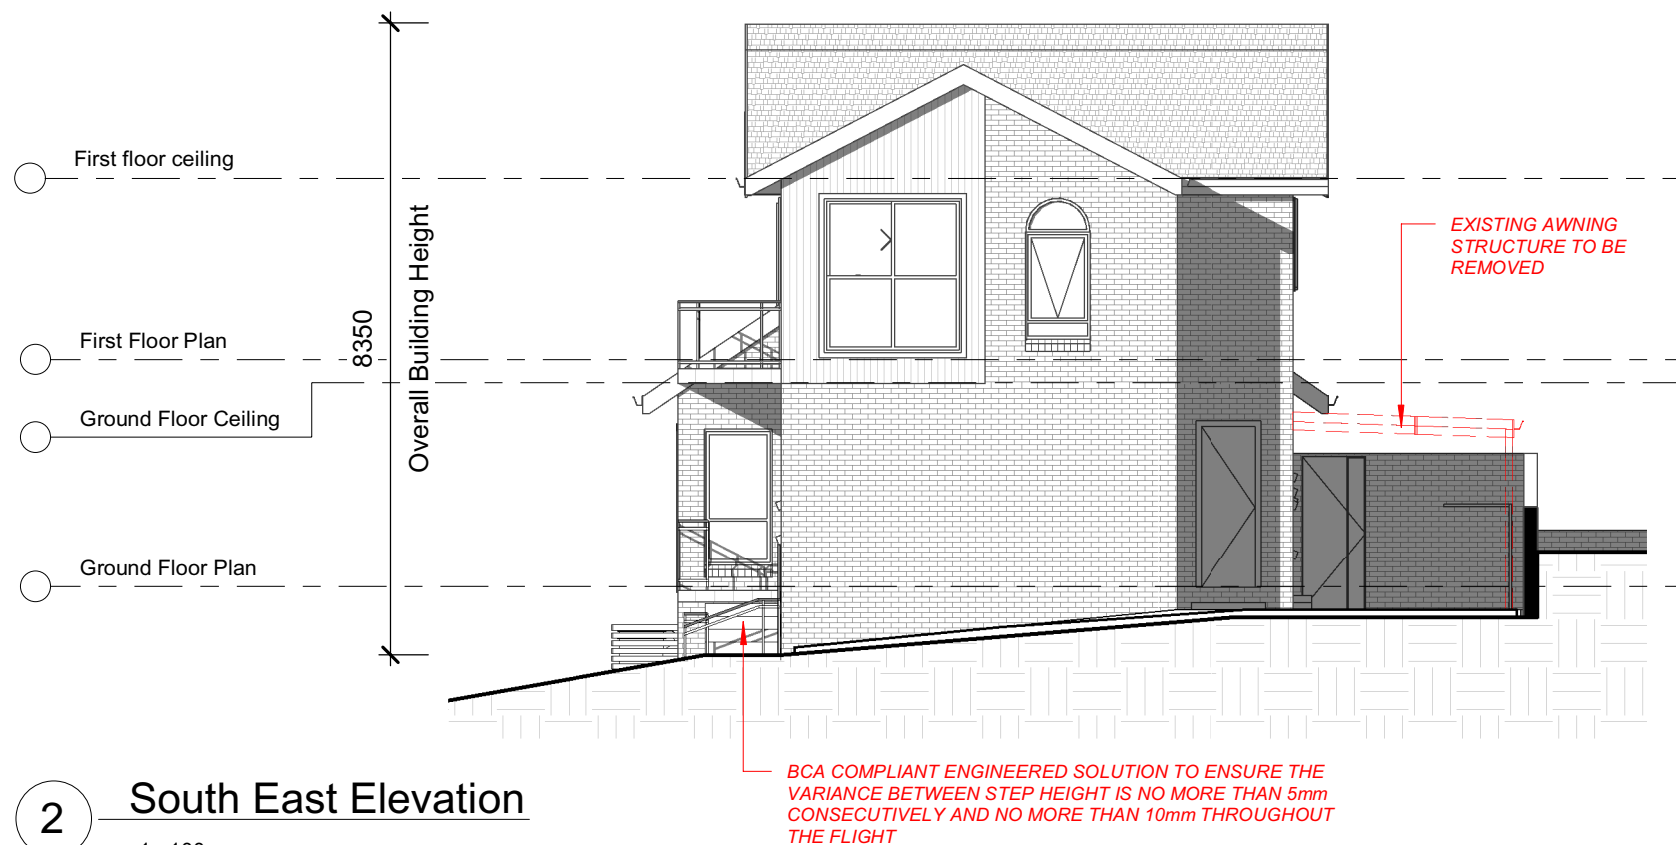 First floor ceiling
First Floor Plan
Ground Floor Ceiling
Ground Floor Plan
8350
Overall Building Height
EXISTING AWNING
STRUCTURE TO BE
REMOVED
BCA COMPLIANT ENGINEERED SOLUTION TO ENSURE THE
VARIANCE BETWEEN STEP HEIGHT IS NO MORE THAN 5mm
CONSECUTIVELY AND NO MORE THAN 10mm THROUGHOUT
THE FLIGHT
2
South East Elevation